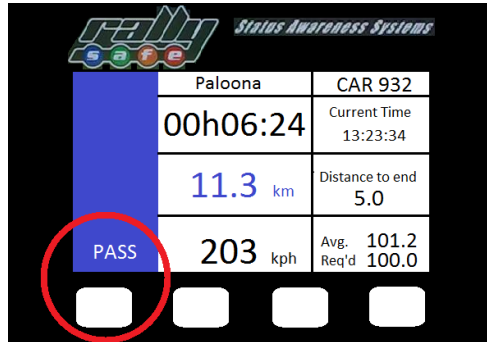 rally Status Awareness Systems
safe
Paloona CAR 932
00h06:24 Current Time
13:23:34
11.3 km Distance to end
5.0
PASS 203 kph Avg. 101.2
Req'd 100.0